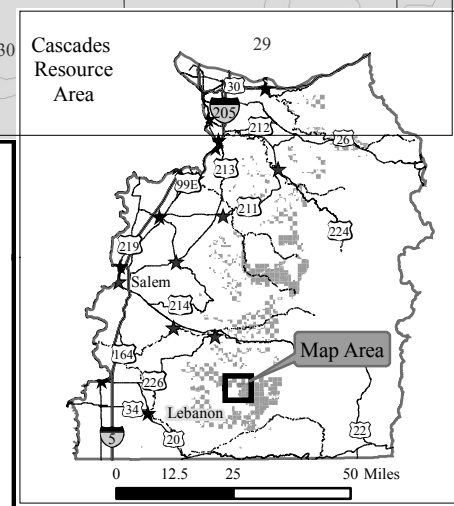 30
Cascades
Resource
Area
29
30
205
212
26
213
99E
211
224
219
Salem
214
164
Map Area
226
34
Lebanon
22
5
20
0 12.5 25 50 Miles